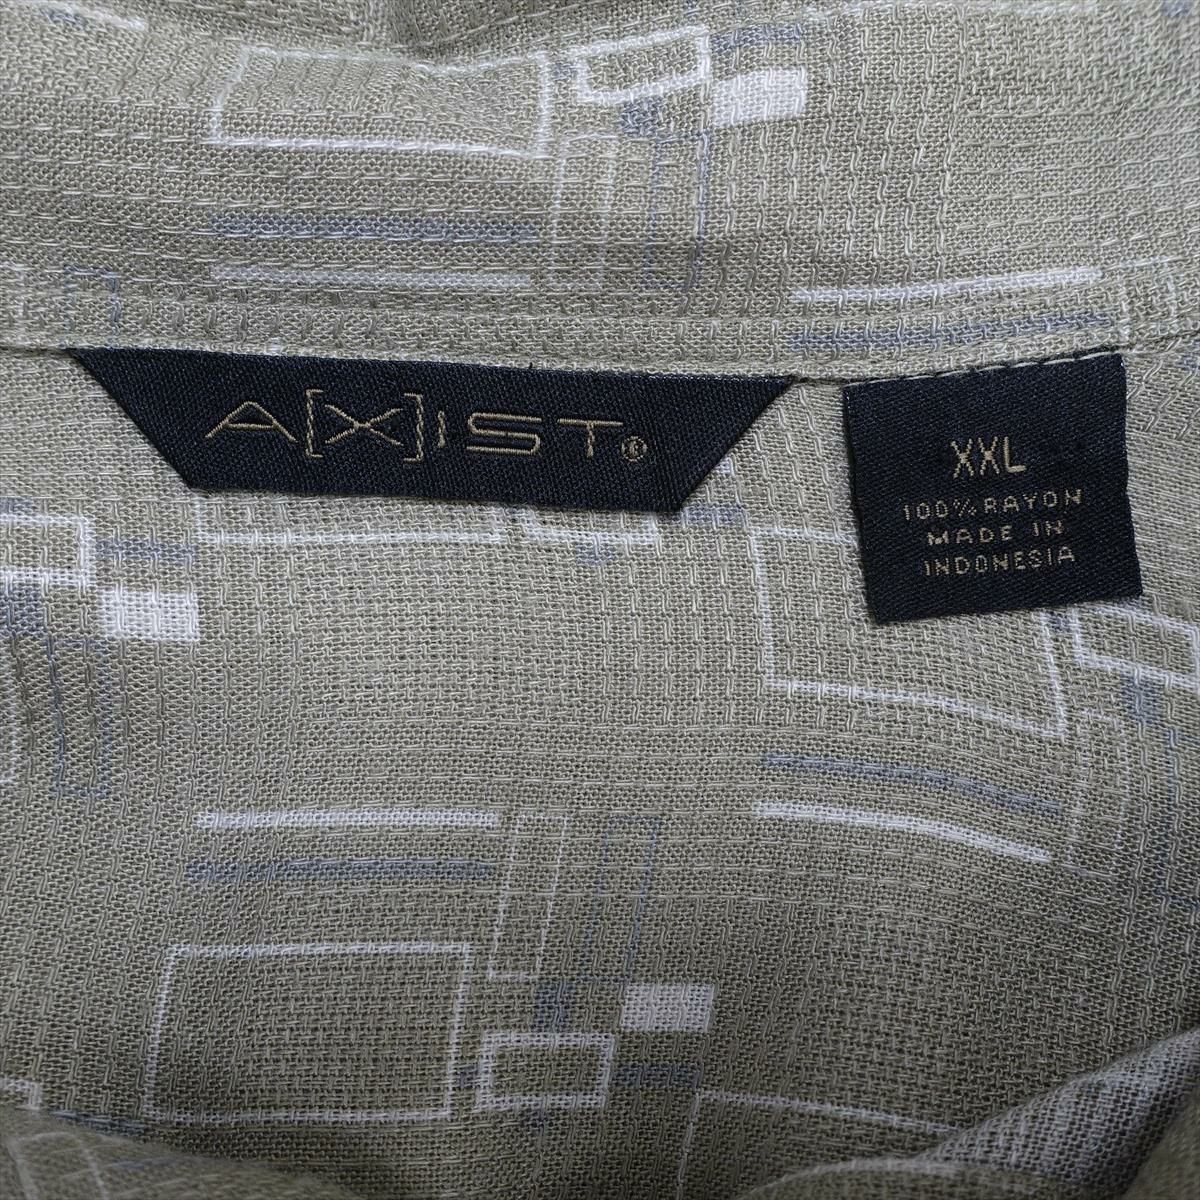 A[X]IST®
XXL
100% RAYON
MADE IN
INDONESIA